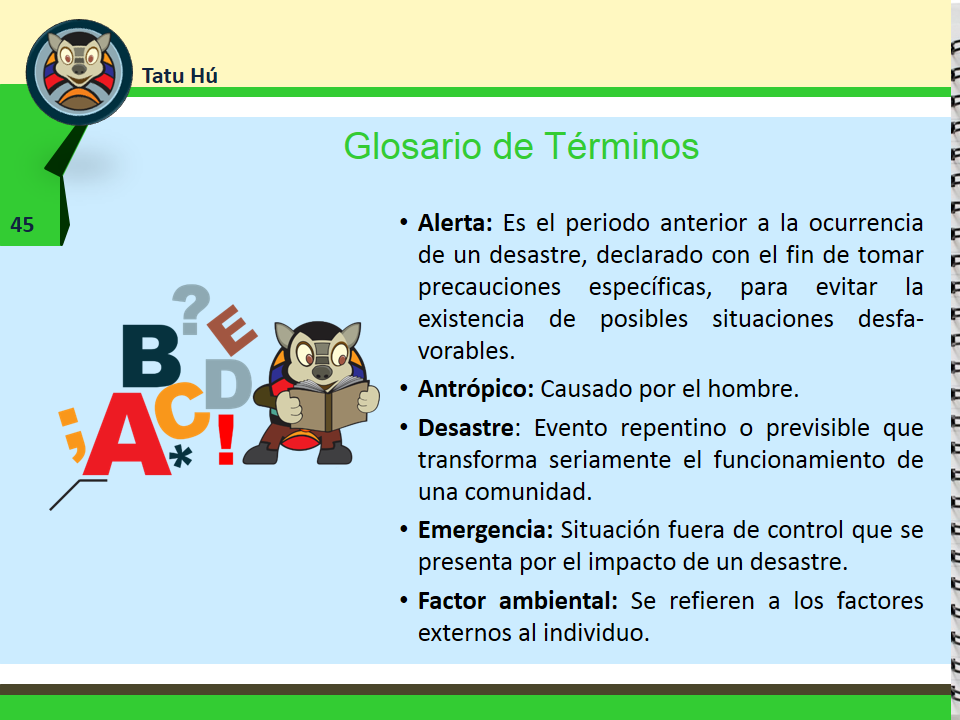 Tatu Hú
Glosario de Términos
45
• Alerta: Es el periodo anterior a la ocurrencia
de un desastre, declarado con el fin de tomar
precauciones específicas, para evitar la
existencia de posibles situaciones desfa-
vorables.
• Antrópico: Causado por el hombre.
• Desastre: Evento repentino o previsible que
transforma seriamente el funcionamiento de
una comunidad.
• Emergencia: Situación fuera de control que se
presenta por el impacto de un desastre.
• Factor ambiental: Se refieren a los factores
externos al individuo.
?
E
B
D
C
;
A
*
!